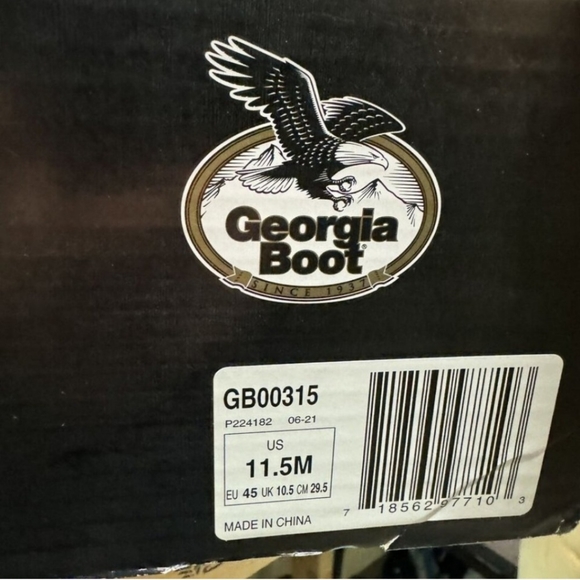 Georgia
Boot®
SINCE 1937
GB00315
P224182 06-21
US
11.5M
EU 45 UK 10.5 CM 29.5
MADE IN CHINA
7 18562 97710 3